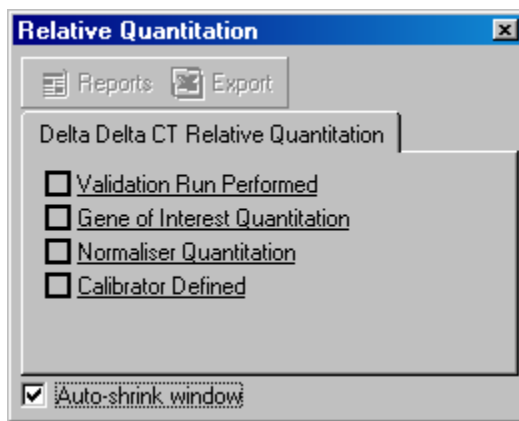 Relative Quantitation
Reports Export
Delta Delta CT Relative Quantitation
Validation Run Performed
Gene of Interest Quantitation
Normaliser Quantitation
Calibrator Defined
Auto-shrink window